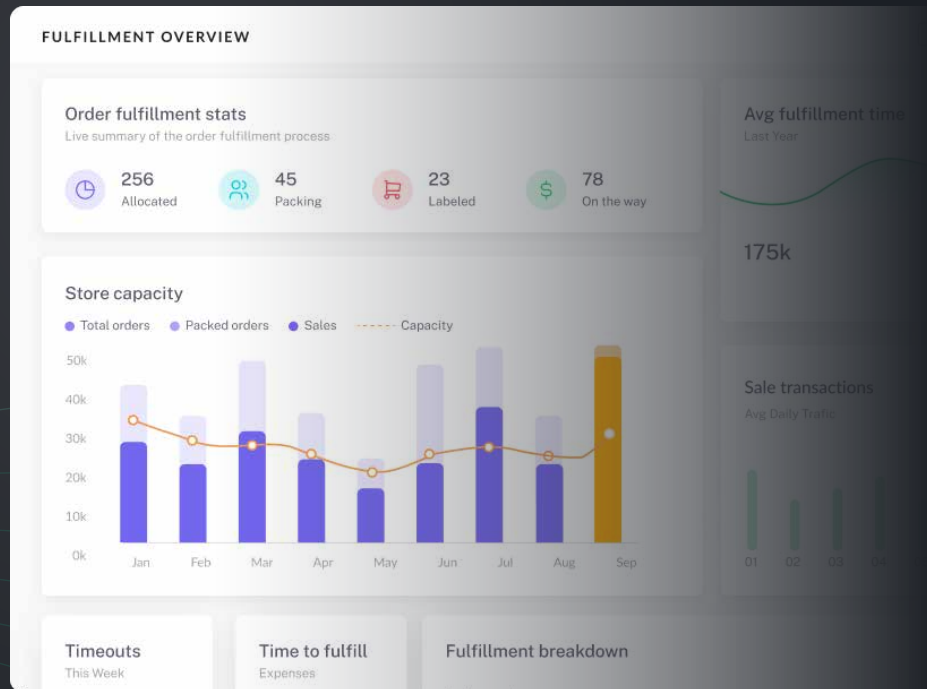 FULFILLMENT OVERVIEW
Order fulfillment stats
Live summary of the order fulfillment process
256
Allocated
45
Packing
23
Labeled
78
On the way
Avg fulfillment time
Last Year
175k
Store capacity
Total orders Packed orders Sales Capacity
50k
40k
30k
20k
10k
0k
Jan Feb Mar Apr May Jun Jul Aug Sep
Sale transactions
Avg Daily Trafic
01 02 03 04
Timeouts
This Week
Time to fulfill
Expenses
Fulfillment breakdown